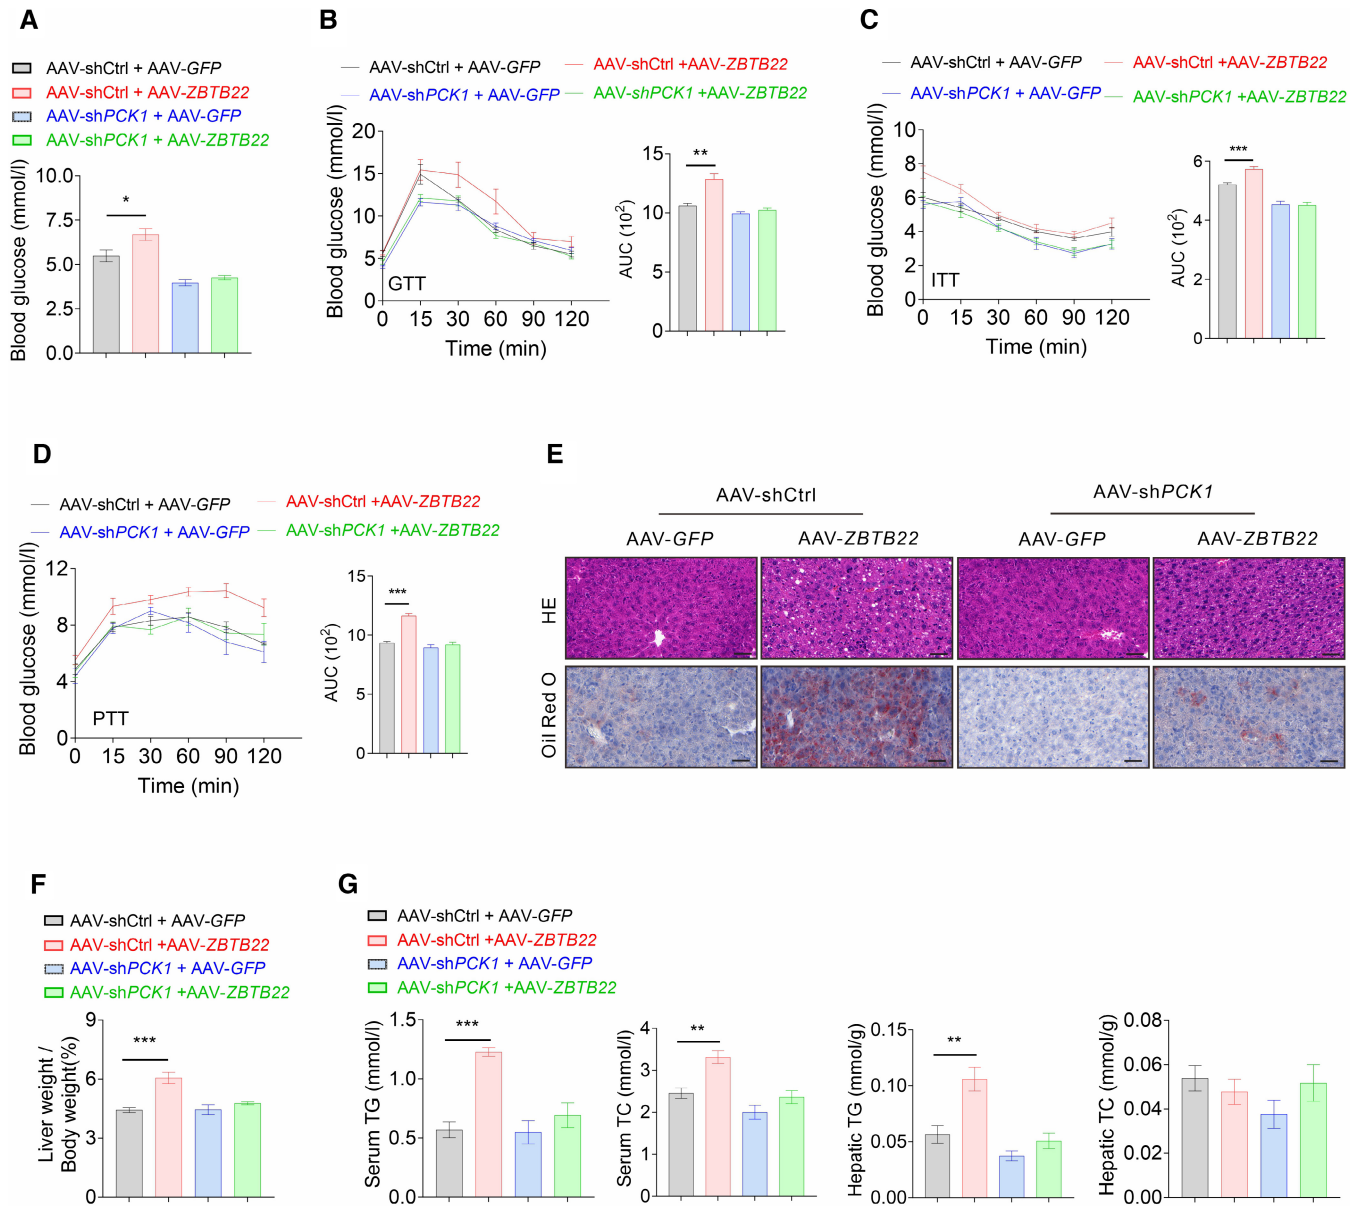 A
AAV-shCtrl + AAV-GFP
AAV-shCtrl + AAV-ZBTB22
AAV-shPCK1 + AAV-GFP
AAV-shPCK1 + AAV-ZBTB22
Blood glucose (mmol/l)
10.0
7.5
5.0
2.5
0.0
*
B
AAV-shCtrl + AAV-GFP
AAV-shCtrl +AAV-ZBTB22
AAV-shPCK1 + AAV-GFP
AAV-shPCK1 +AAV-ZBTB22
Blood glucose (mmol/l)
20
15
10
5
0
GTT
0 15 30 60 90 120
Time (min)
AUC (10²)
15
10
5
0
**
C
AAV-shCtrl + AAV-GFP
AAV-shCtrl +AAV-ZBTB22
AAV-shPCK1 + AAV-GFP
AAV-shPCK1 +AAV-ZBTB22
Blood glucose (mmol/l)
10
8
6
4
2
0
ITT
0 15 30 60 90 120
Time (min)
AUC (10²)
6
4
2
0
***
D
AAV-shCtrl + AAV-GFP
AAV-shCtrl +AAV-ZBTB22
AAV-shPCK1 + AAV-GFP
AAV-shPCK1 +AAV-ZBTB22
Blood glucose (mmol/l)
12
8
4
0
PTT
0 15 30 60 90 120
Time (min)
AUC (10²)
15
10
5
0
***
E
AAV-shCtrl
AAV-shPCK1
AAV-GFP
AAV-ZBTB22
AAV-GFP
AAV-ZBTB22
HE
Oil Red O
F
AAV-shCtrl + AAV-GFP
AAV-shCtrl +AAV-ZBTB22
AAV-shPCK1 + AAV-GFP
AAV-shPCK1 +AAV-ZBTB22
Liver weight /
Body weight(%)
9
6
3
0
***
G
AAV-shCtrl + AAV-GFP
AAV-shCtrl +AAV-ZBTB22
AAV-shPCK1 + AAV-GFP
AAV-shPCK1 +AAV-ZBTB22
Serum TG (mmol/l)
1.5
1.0
0.5
0.0
***
Serum TC (mmol/l)
4
3
2
1
0
**
Hepatic TG (mmol/g)
0.15
0.10
0.05
0.00
**
Hepatic TC (mmol/g)
0.08
0.06
0.04
0.02
0.00